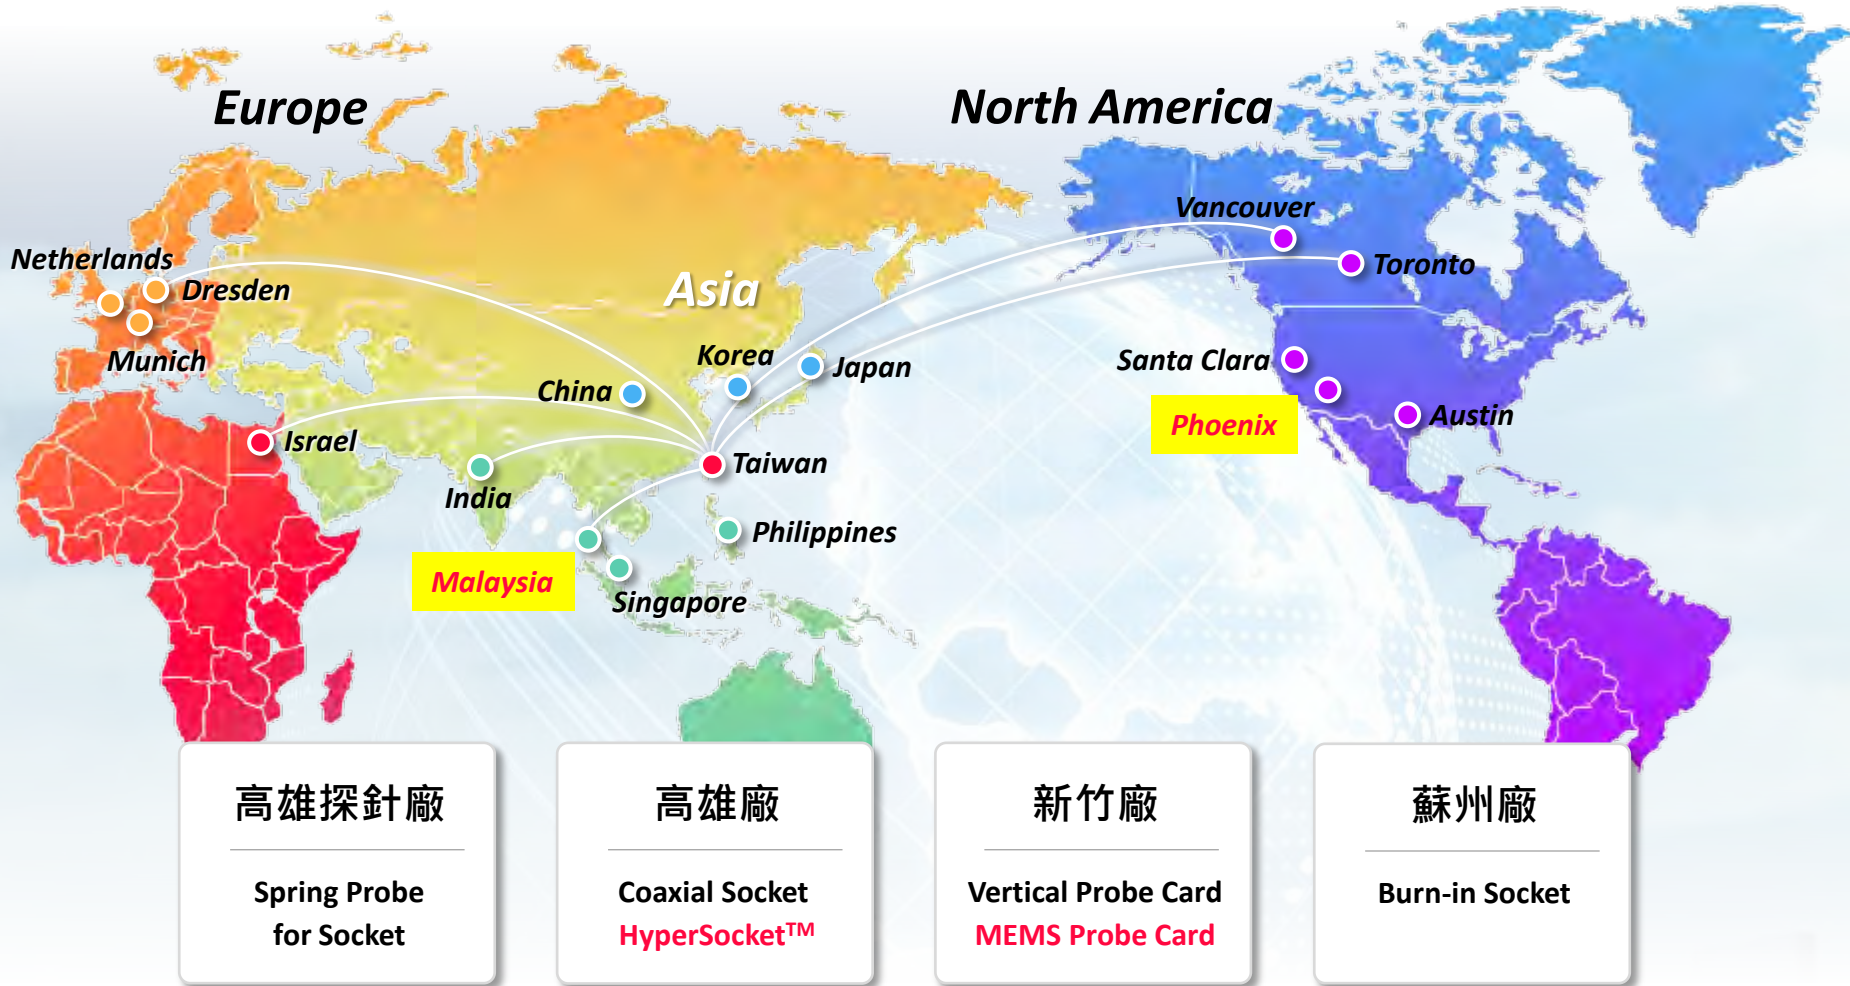 Europe
North America
Vancouver
Netherlands
Toronto
Dresden
Asia
Korea
Munich
Japan
Santa Clara
China
Phoenix
Austin
Israel
Taiwan
India
Philippines
Malaysia
Singapore
高雄探針廠
Spring Probe
for Socket
高雄廠
Coaxial Socket
HyperSocket™
新竹廠
Vertical Probe Card
MEMS Probe Card
蘇州廠
Burn-in Socket